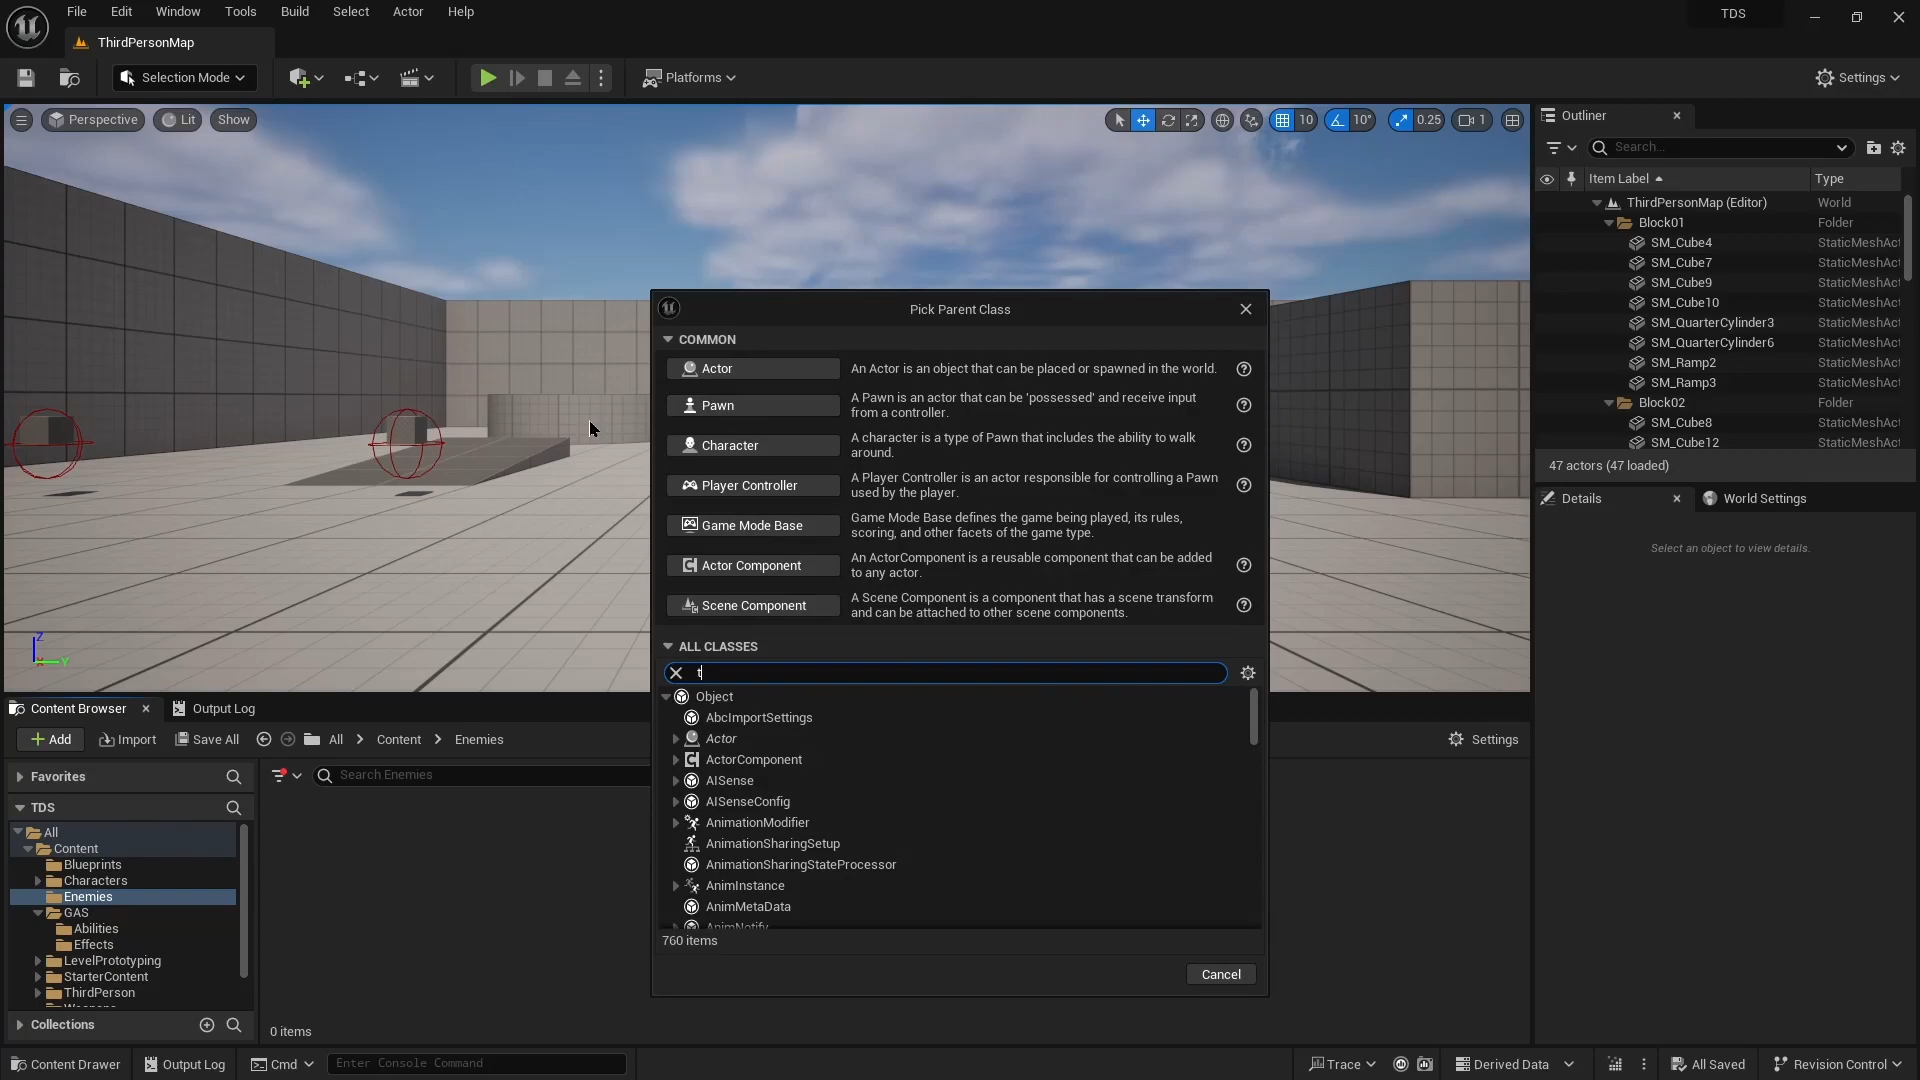 File Edit Window Tools Build Select Actor Help
TDS
ThirdPersonMap
Selection Mode
Platforms
Settings
Perspective Lit Show
10 10° 0.25 1
Outliner
Search...
Item Label Type
ThirdPersonMap (Editor) World
Block01 Folder
SM_Cube4 StaticMeshAct
SM_Cube7 StaticMeshAct
SM_Cube9 StaticMeshAct
SM_Cube10 StaticMeshAct
SM_QuarterCylinder3 StaticMeshAct
SM_QuarterCylinder6 StaticMeshAct
SM_Ramp2 StaticMeshAct
SM_Ramp3 StaticMeshAct
Block02 Folder
SM_Cube8 StaticMeshAct
SM_Cube12 StaticMeshAct
47 actors (47 loaded)
Details World Settings
Select an object to view details.
Pick Parent Class
COMMON
Actor An Actor is an object that can be placed or spawned in the world.
Pawn A Pawn is an actor that can be 'possessed' and receive input
from a controller.
Character A character is a type of Pawn that includes the ability to walk
around.
Player Controller A Player Controller is an actor responsible for controlling a Pawn
used by the player.
Game Mode Base Game Mode Base defines the game being played, its rules,
scoring, and other facets of the game type.
Actor Component An ActorComponent is a reusable component that can be added
to any actor.
Scene Component A Scene Component is a component that has a scene transform
and can be attached to other scene components.
ALL CLASSES
t
Object
AbcImportSettings
Actor
ActorComponent
AISense
AISenseConfig
AnimationModifier
AnimationSharingSetup
AnimationSharingStateProcessor
AnimInstance
AnimMetaData
AnimNotify
760 items
Cancel
Z
X Y
Content Browser Output Log
Add Import Save All All Content Enemies Settings
Favorites
Search Enemies
TDS
All
Content
Blueprints
Characters
Enemies
GAS
Abilities
Effects
LevelPrototyping
StarterContent
ThirdPerson
Collections
0 items
Content Drawer Output Log Cmd Enter Console Command Trace Derived Data All Saved Revision Control